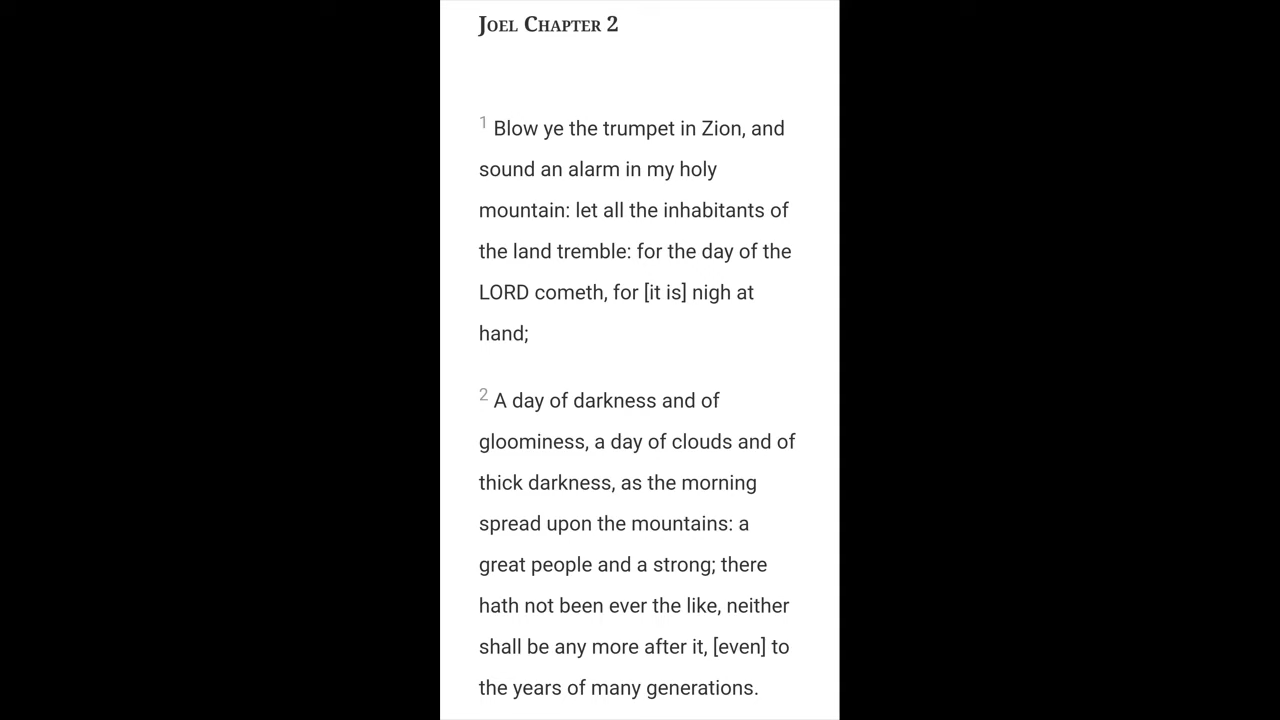 Joel Chapter 2
1 Blow ye the trumpet in Zion, and
sound an alarm in my holy
mountain: let all the inhabitants of
the land tremble: for the day of the
LORD cometh, for [it is] nigh at
hand;
2 A day of darkness and of
gloominess, a day of clouds and of
thick darkness, as the morning
spread upon the mountains: a
great people and a strong; there
hath not been ever the like, neither
shall be any more after it, [even] to
the years of many generations.